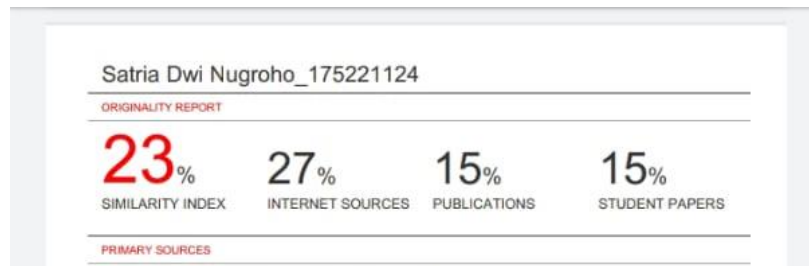 Satria Dwi Nugroho_175221124
ORIGINALITY REPORT
23% 27% 15% 15%
SIMILARITY INDEX INTERNET SOURCES PUBLICATIONS STUDENT PAPERS
PRIMARY SOURCES